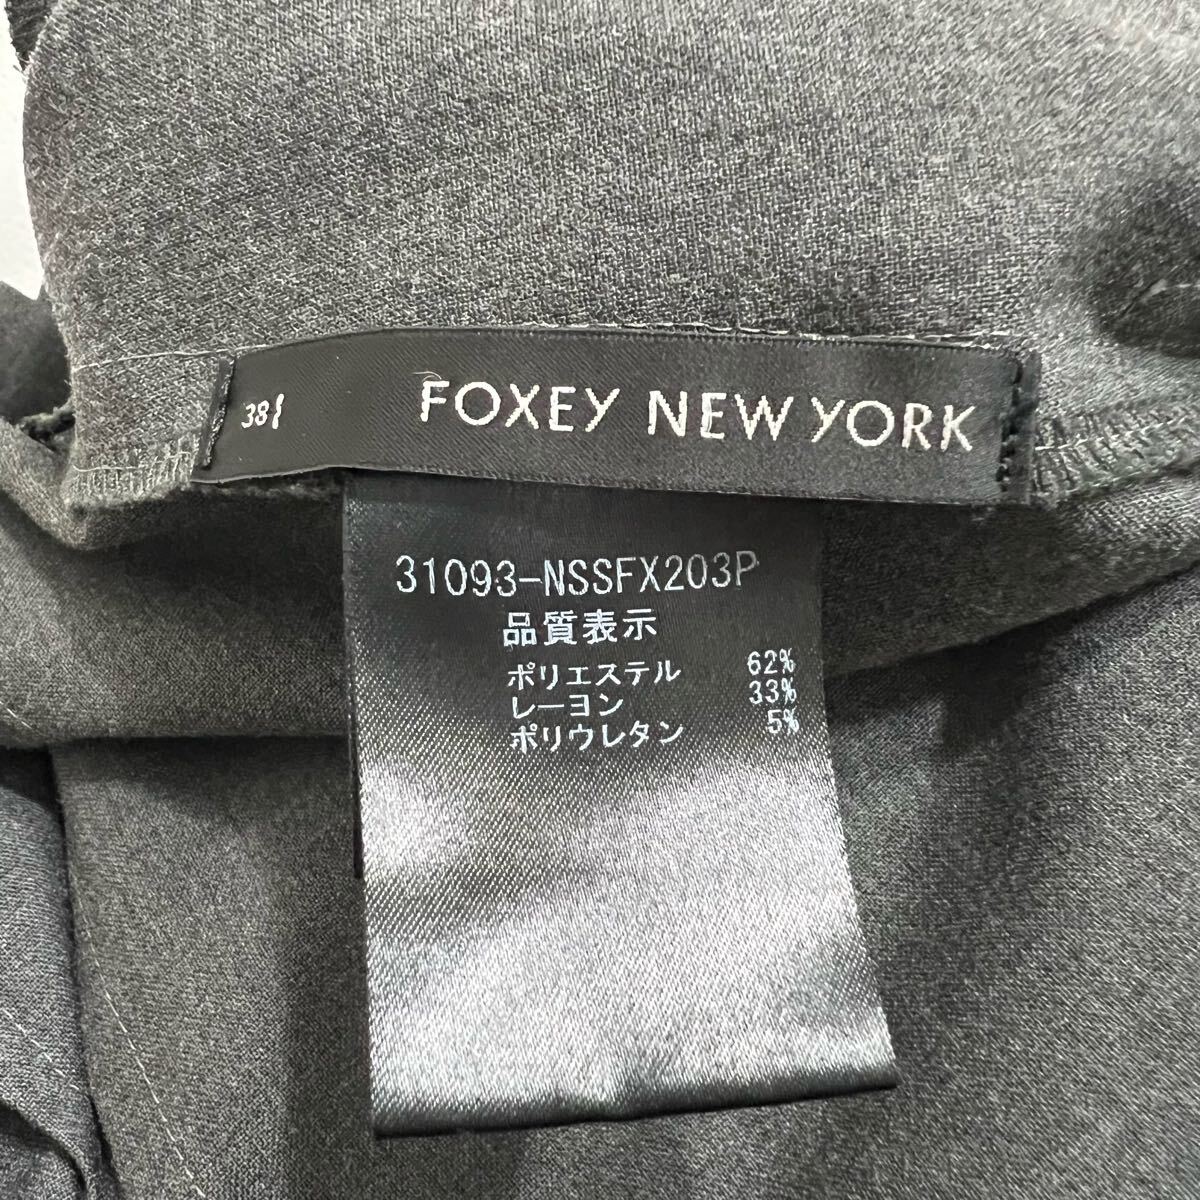 38
FOXEY NEW YORK
31093-NSSFX203P
品質表示
ポリエステル 62%
レーヨン 33%
ポリウレタン 5%